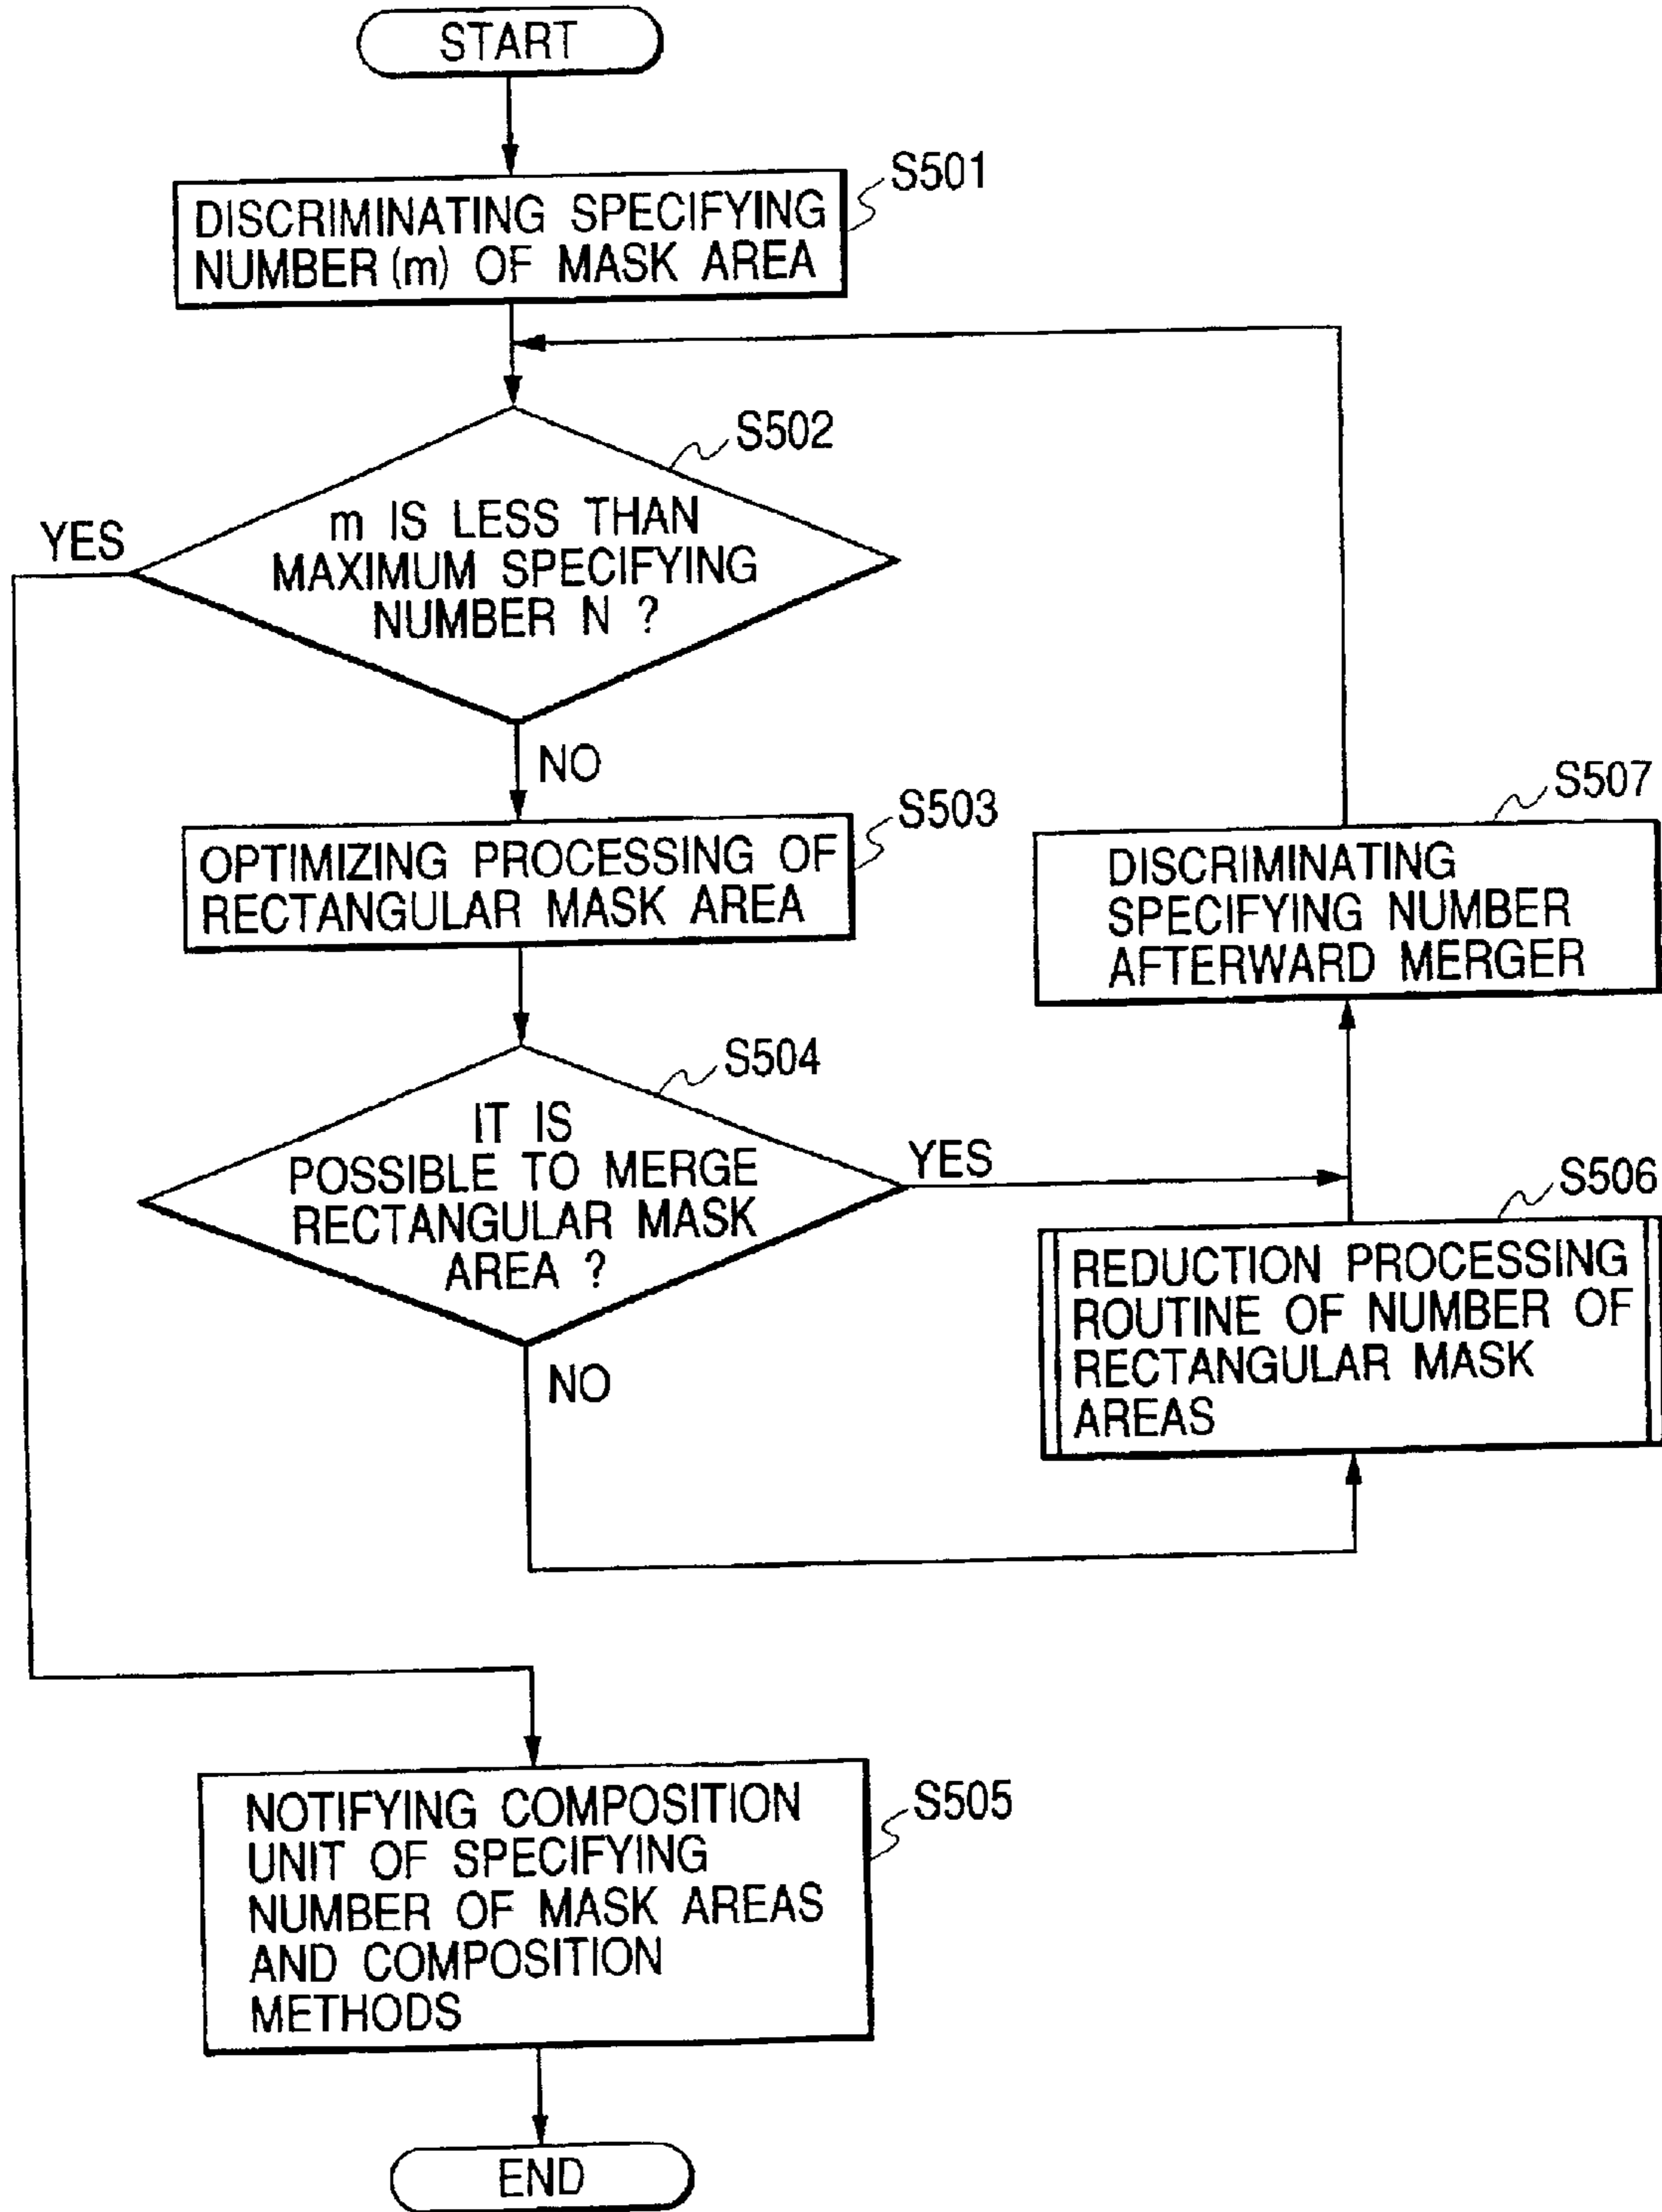 START
S501
DISCRIMINATING SPECIFYING
NUMBER (m) OF MASK AREA
S502
m IS LESS THAN
MAXIMUM SPECIFYING
NUMBER N ?
YES
NO
S503
OPTIMIZING PROCESSING OF
RECTANGULAR MASK AREA
S504
IT IS
POSSIBLE TO MERGE
RECTANGULAR MASK
AREA ?
YES
NO
S507
DISCRIMINATING
SPECIFYING NUMBER
AFTERWARD MERGER
S506
REDUCTION PROCESSING
ROUTINE OF NUMBER OF
RECTANGULAR MASK
AREAS
S505
NOTIFYING COMPOSITION
UNIT OF SPECIFYING
NUMBER OF MASK AREAS
AND COMPOSITION
METHODS
END